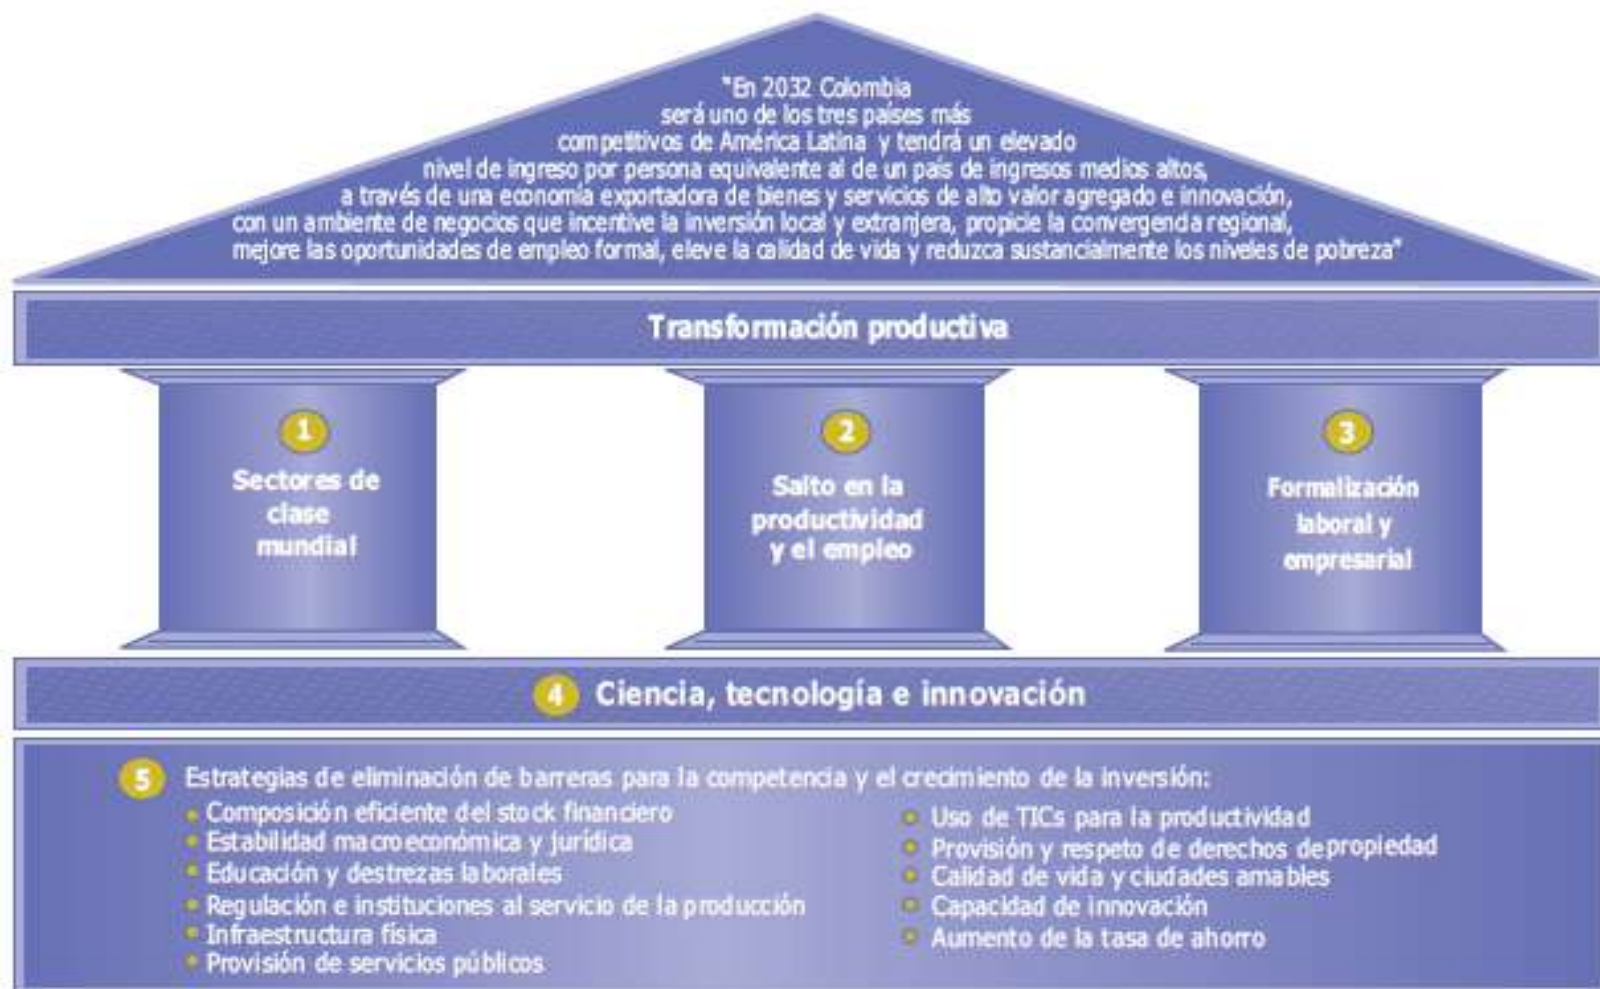 "En 2032 Colombia
será uno de los tres países más
competitivos de América Latina y tendrá un elevado
nivel de ingreso por persona equivalente al de un país de ingresos medios altos,
a través de una economía exportadora de bienes y servicios de alto valor agregado e innovación,
con un ambiente de negocios que incentive la inversión local y extranjera, propicie la convergencia regional,
mejore las oportunidades de empleo formal, eleve la calidad de vida y reduzca sustancialmente los niveles de pobreza"
Transformación productiva
1
Sectores de
clase
mundial
2
Salto en la
productividad
y el empleo
3
Formalización
laboral y
empresarial
4 Ciencia, tecnología e innovación
5 Estrategias de eliminación de barreras para la competencia y el crecimiento de la inversión:
Composición eficiente del stock financiero
Estabilidad macroeconómica y jurídica
Educación y destrezas laborales
Regulación e instituciones al servicio de la producción
Infraestructura física
Provisión de servicios públicos
Uso de TICs para la productividad
Provisión y respeto de derechos de propiedad
Calidad de vida y ciudades amables
Capacidad de innovación
Aumento de la tasa de ahorro